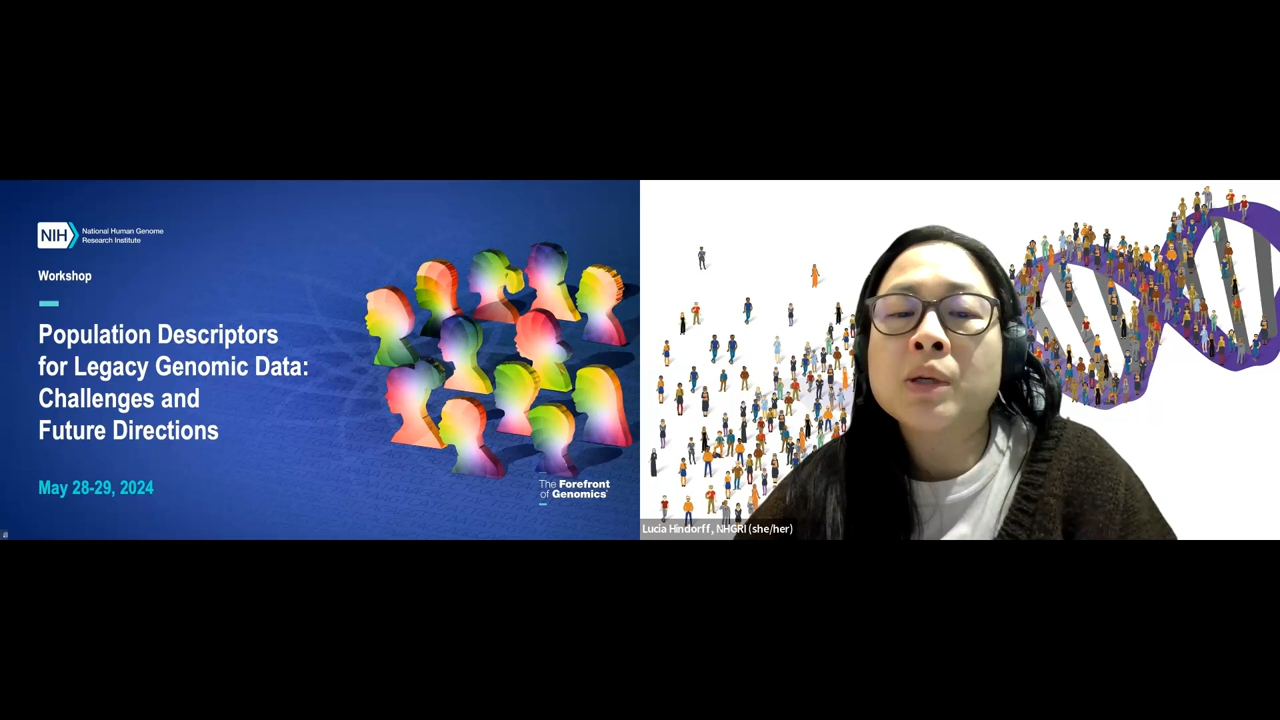 NIH
National Human Genome
Research Institute
Workshop
Population Descriptors
for Legacy Genomic Data:
Challenges and
Future Directions
May 28-29, 2024
The Forefront
of Genomics®
Lucia Hindorff, NHGRI (she/her)